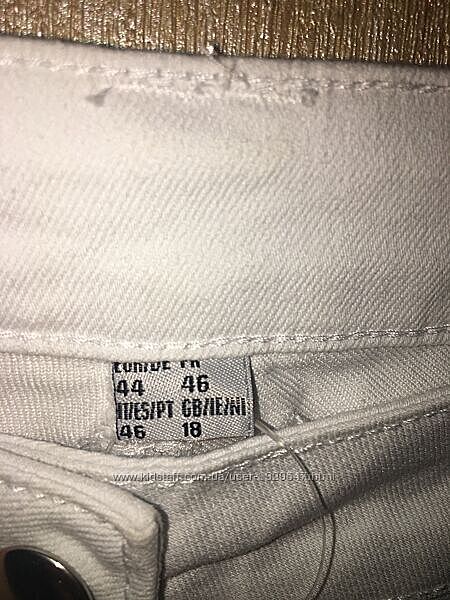 EUR/DE FR
44 46
IT/ES/PT GB/IE/NI
46 18